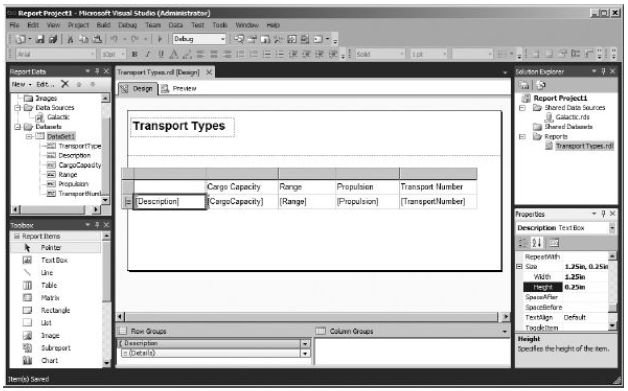 Report Project1 - Microsoft Visual Studio (Administrator)
File Edit View Project Build Debug Team Data Test Tools Window Help
Debug
Arial 10pt Solid 1 pt
Report Data
New Edit...
Images
Data Sources
Galactic
Datasets
DataSet1
TransportType
Description
CargoCapacity
Range
Propulsion
TransportNuml
Toolbox
Report Items
Pointer
Text Box
Line
Table
Matrix
Rectangle
List
Image
Subreport
Chart
Transport Types.rdl [Design]
Design Preview
Transport Types
Cargo Capacity Range Propulsion Transport Number
[Description] [CargoCapacity] [Range] [Propulsion] [TransportNumber]
Row Groups Column Groups
Description
(Details)
Solution Explorer
Report Project1
Shared Data Sources
Galactic.rds
Shared Datasets
Reports
Transport Types.rdl
Properties
Description TextBox
RepeatWith
Size 1.25in, 0.25in
Width 1.25in
Height 0.25in
SpaceAfter
SpaceBefore
TextAlign Default
ToggleItem
Height
Specifies the height of the item.
Item(s) Saved